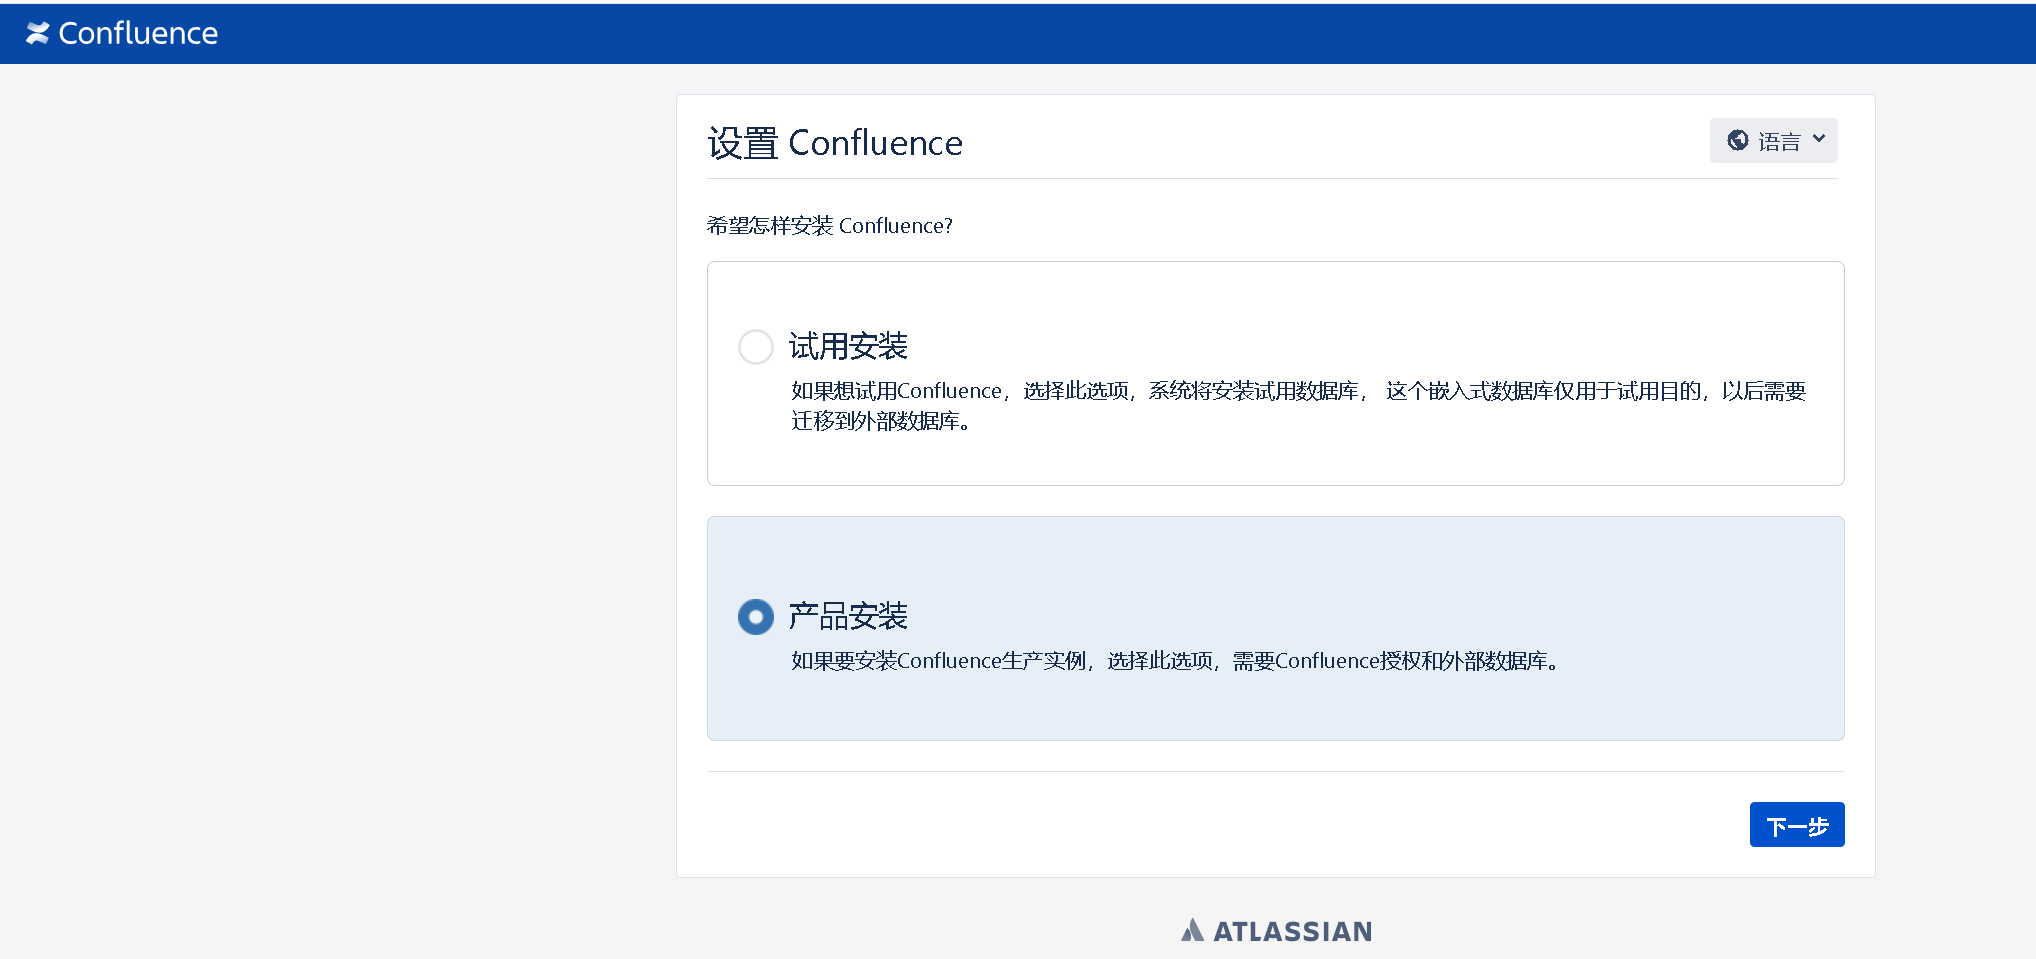 Confluence
设置 Confluence
语言
希望怎样安装 Confluence?
试用安装
如果想试用Confluence，选择此选项，系统将安装试用数据库， 这个嵌入式数据库仅用于试用目的，以后需要
迁移到外部数据库。
产品安装
如果要安装Confluence生产实例，选择此选项，需要Confluence授权和外部数据库。
下一步
ATLASSIAN